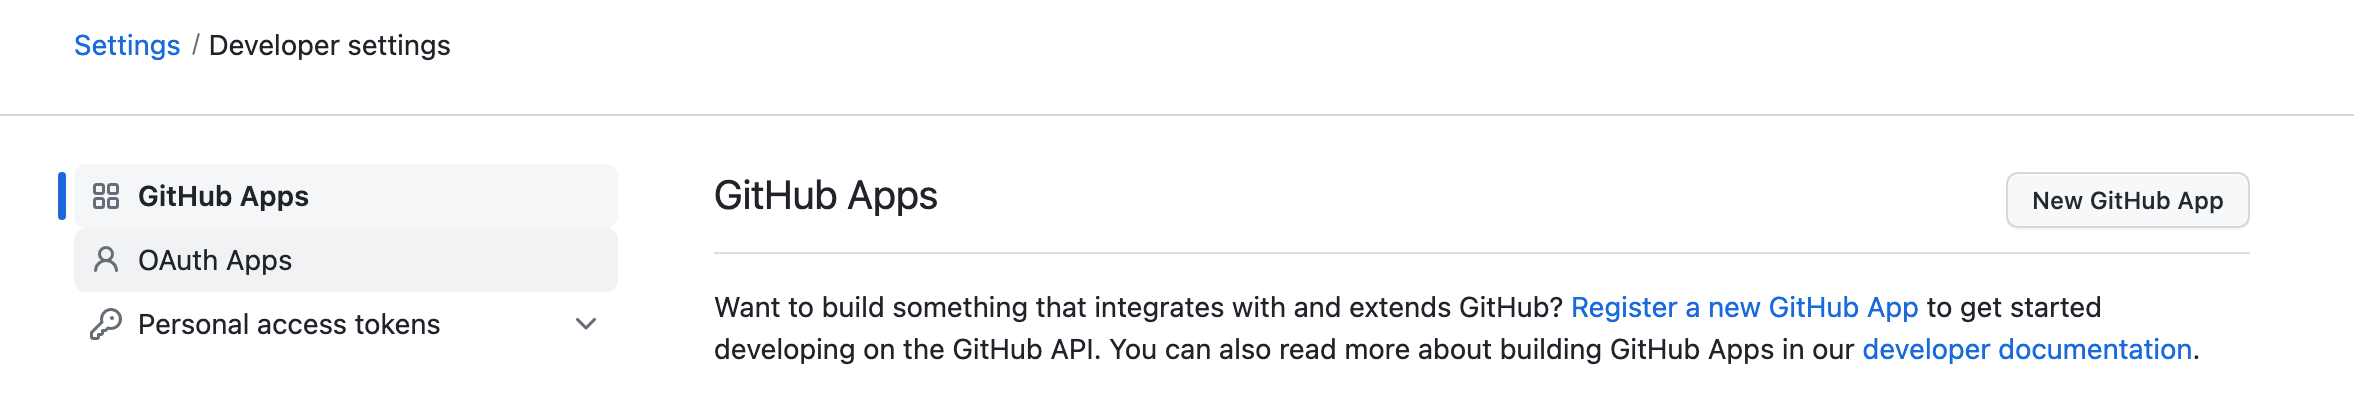 Settings / Developer settings
GitHub Apps
OAuth Apps
Personal access tokens
GitHub Apps
New GitHub App
Want to build something that integrates with and extends GitHub? Register a new GitHub App to get started
developing on the GitHub API. You can also read more about building GitHub Apps in our developer documentation.